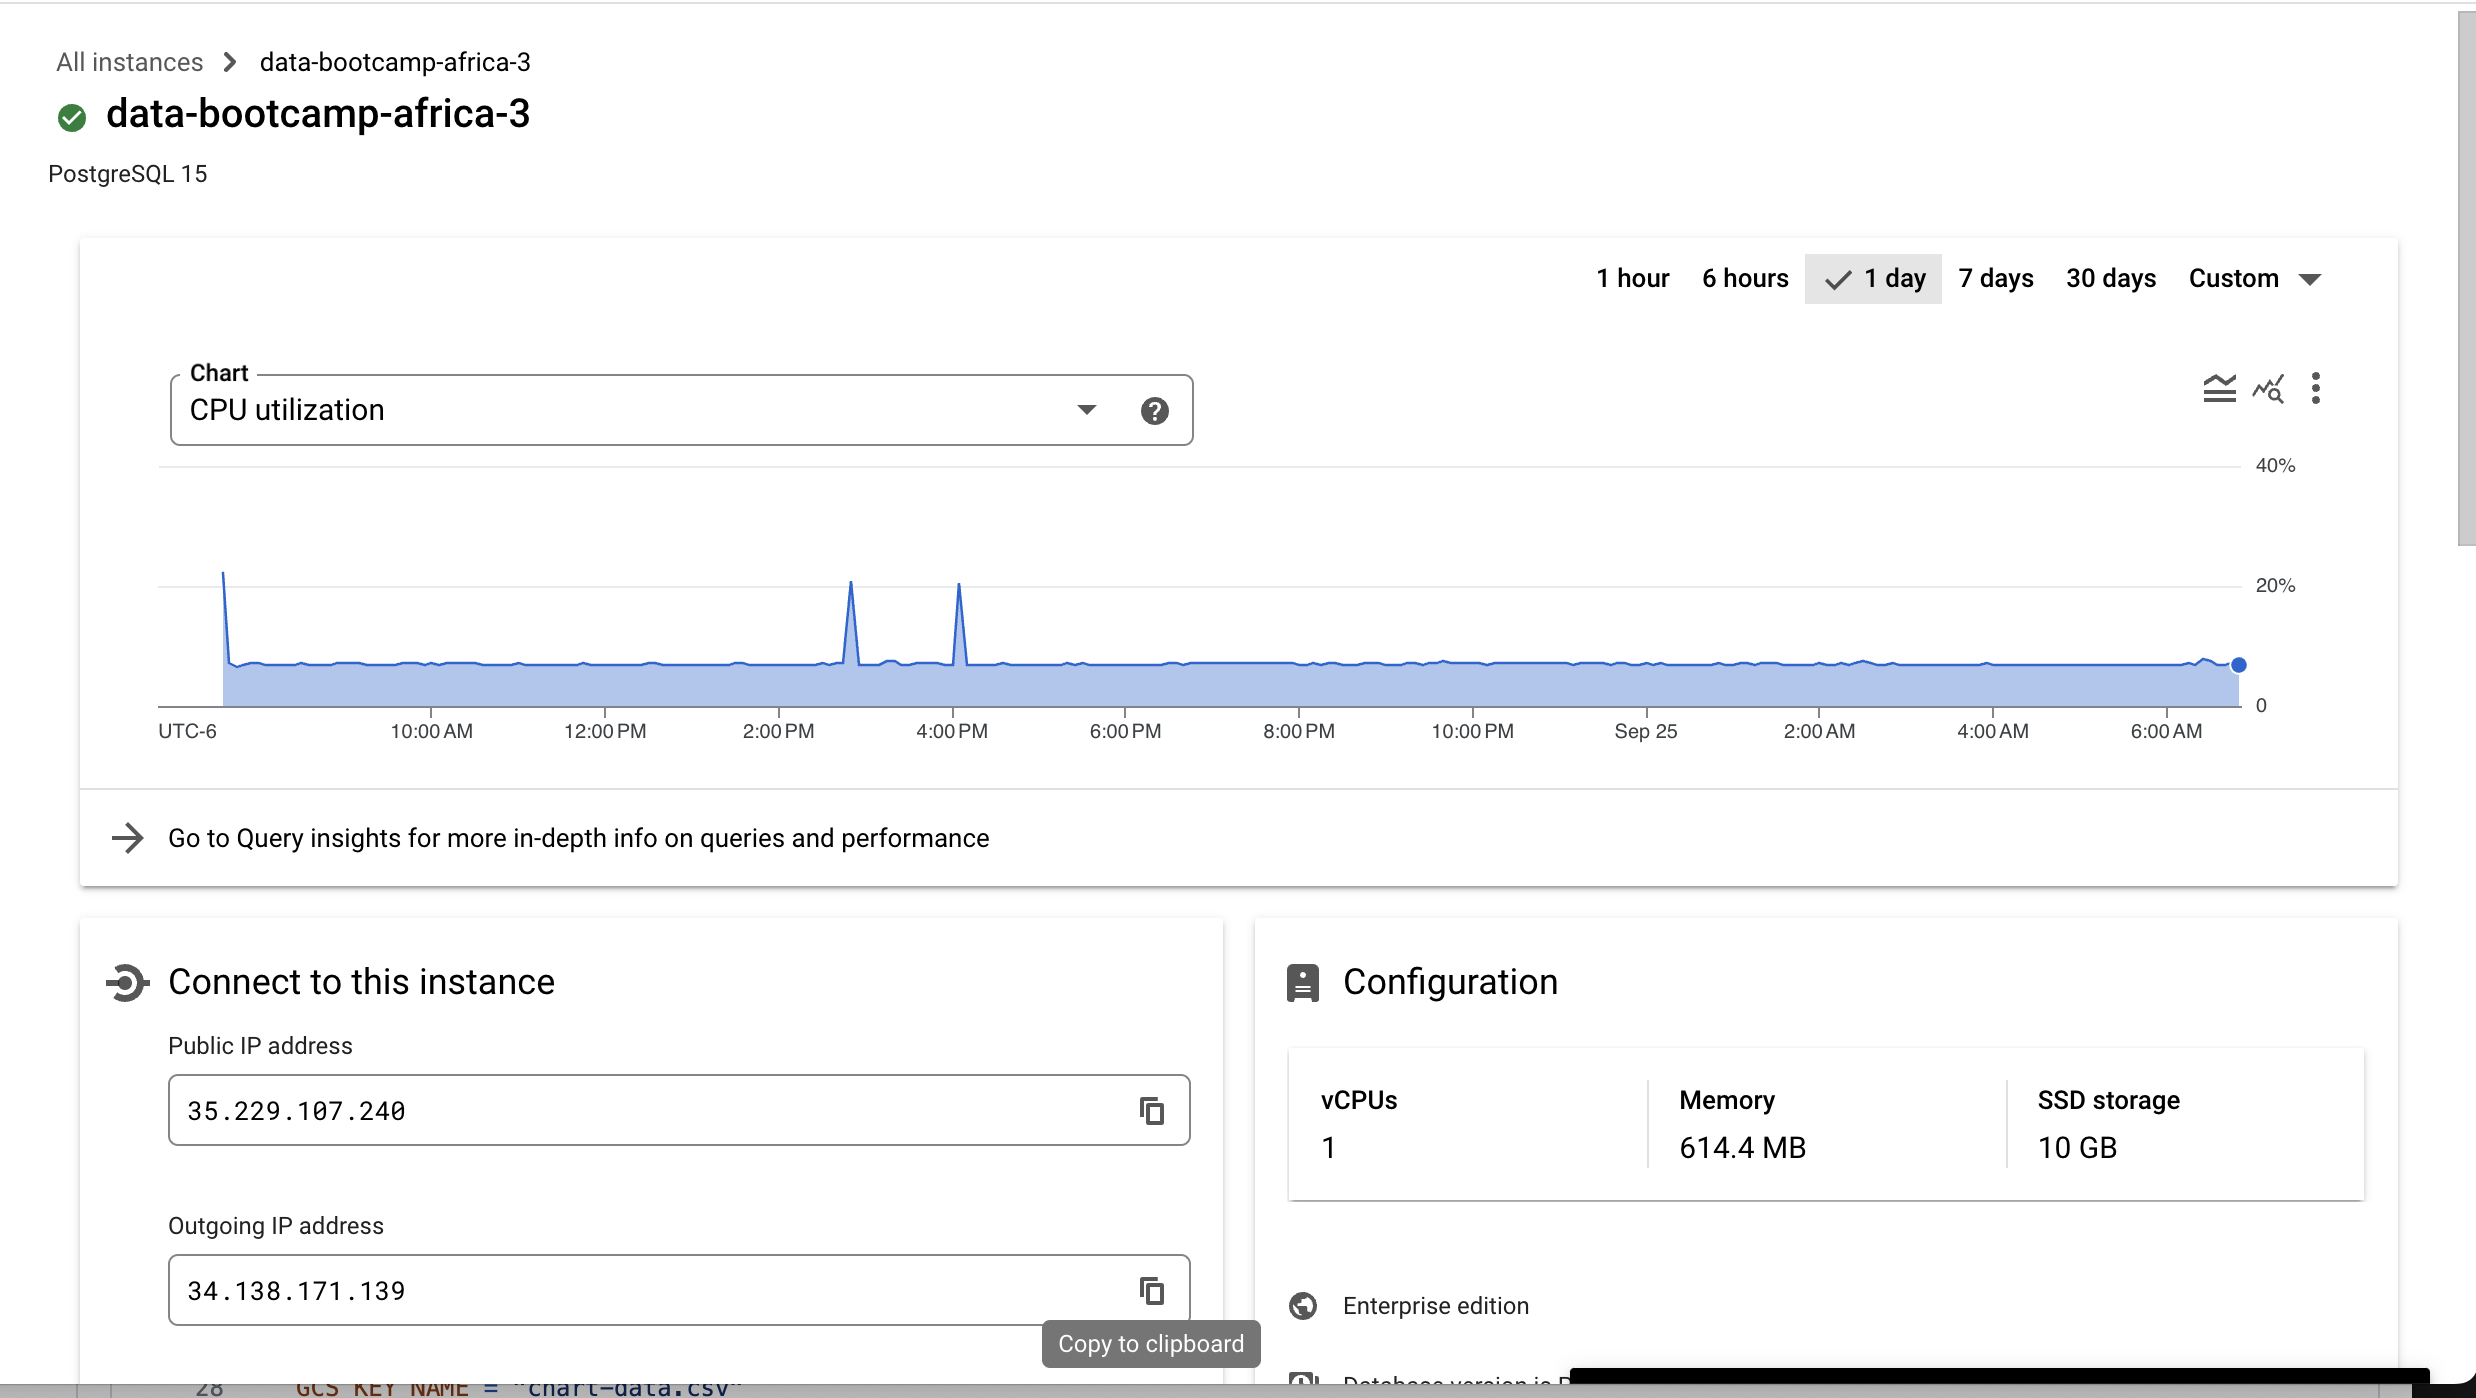 All instances > data-bootcamp-africa-3
data-bootcamp-africa-3
PostgreSQL 15
1 hour 6 hours 1 day 7 days 30 days Custom
Chart
CPU utilization
40%
20%
0
UTC-6 10:00 AM 12:00 PM 2:00 PM 4:00 PM 6:00 PM 8:00 PM 10:00 PM Sep 25 2:00 AM 4:00 AM 6:00 AM
Go to Query insights for more in-depth info on queries and performance
Connect to this instance
Public IP address
35.229.107.240
Outgoing IP address
34.138.171.139
Copy to clipboard
Configuration
vCPUs Memory SSD storage
1 614.4 MB 10 GB
Enterprise edition
Database version is
28 GCS_KEY_NAME = "chart-data.csv"